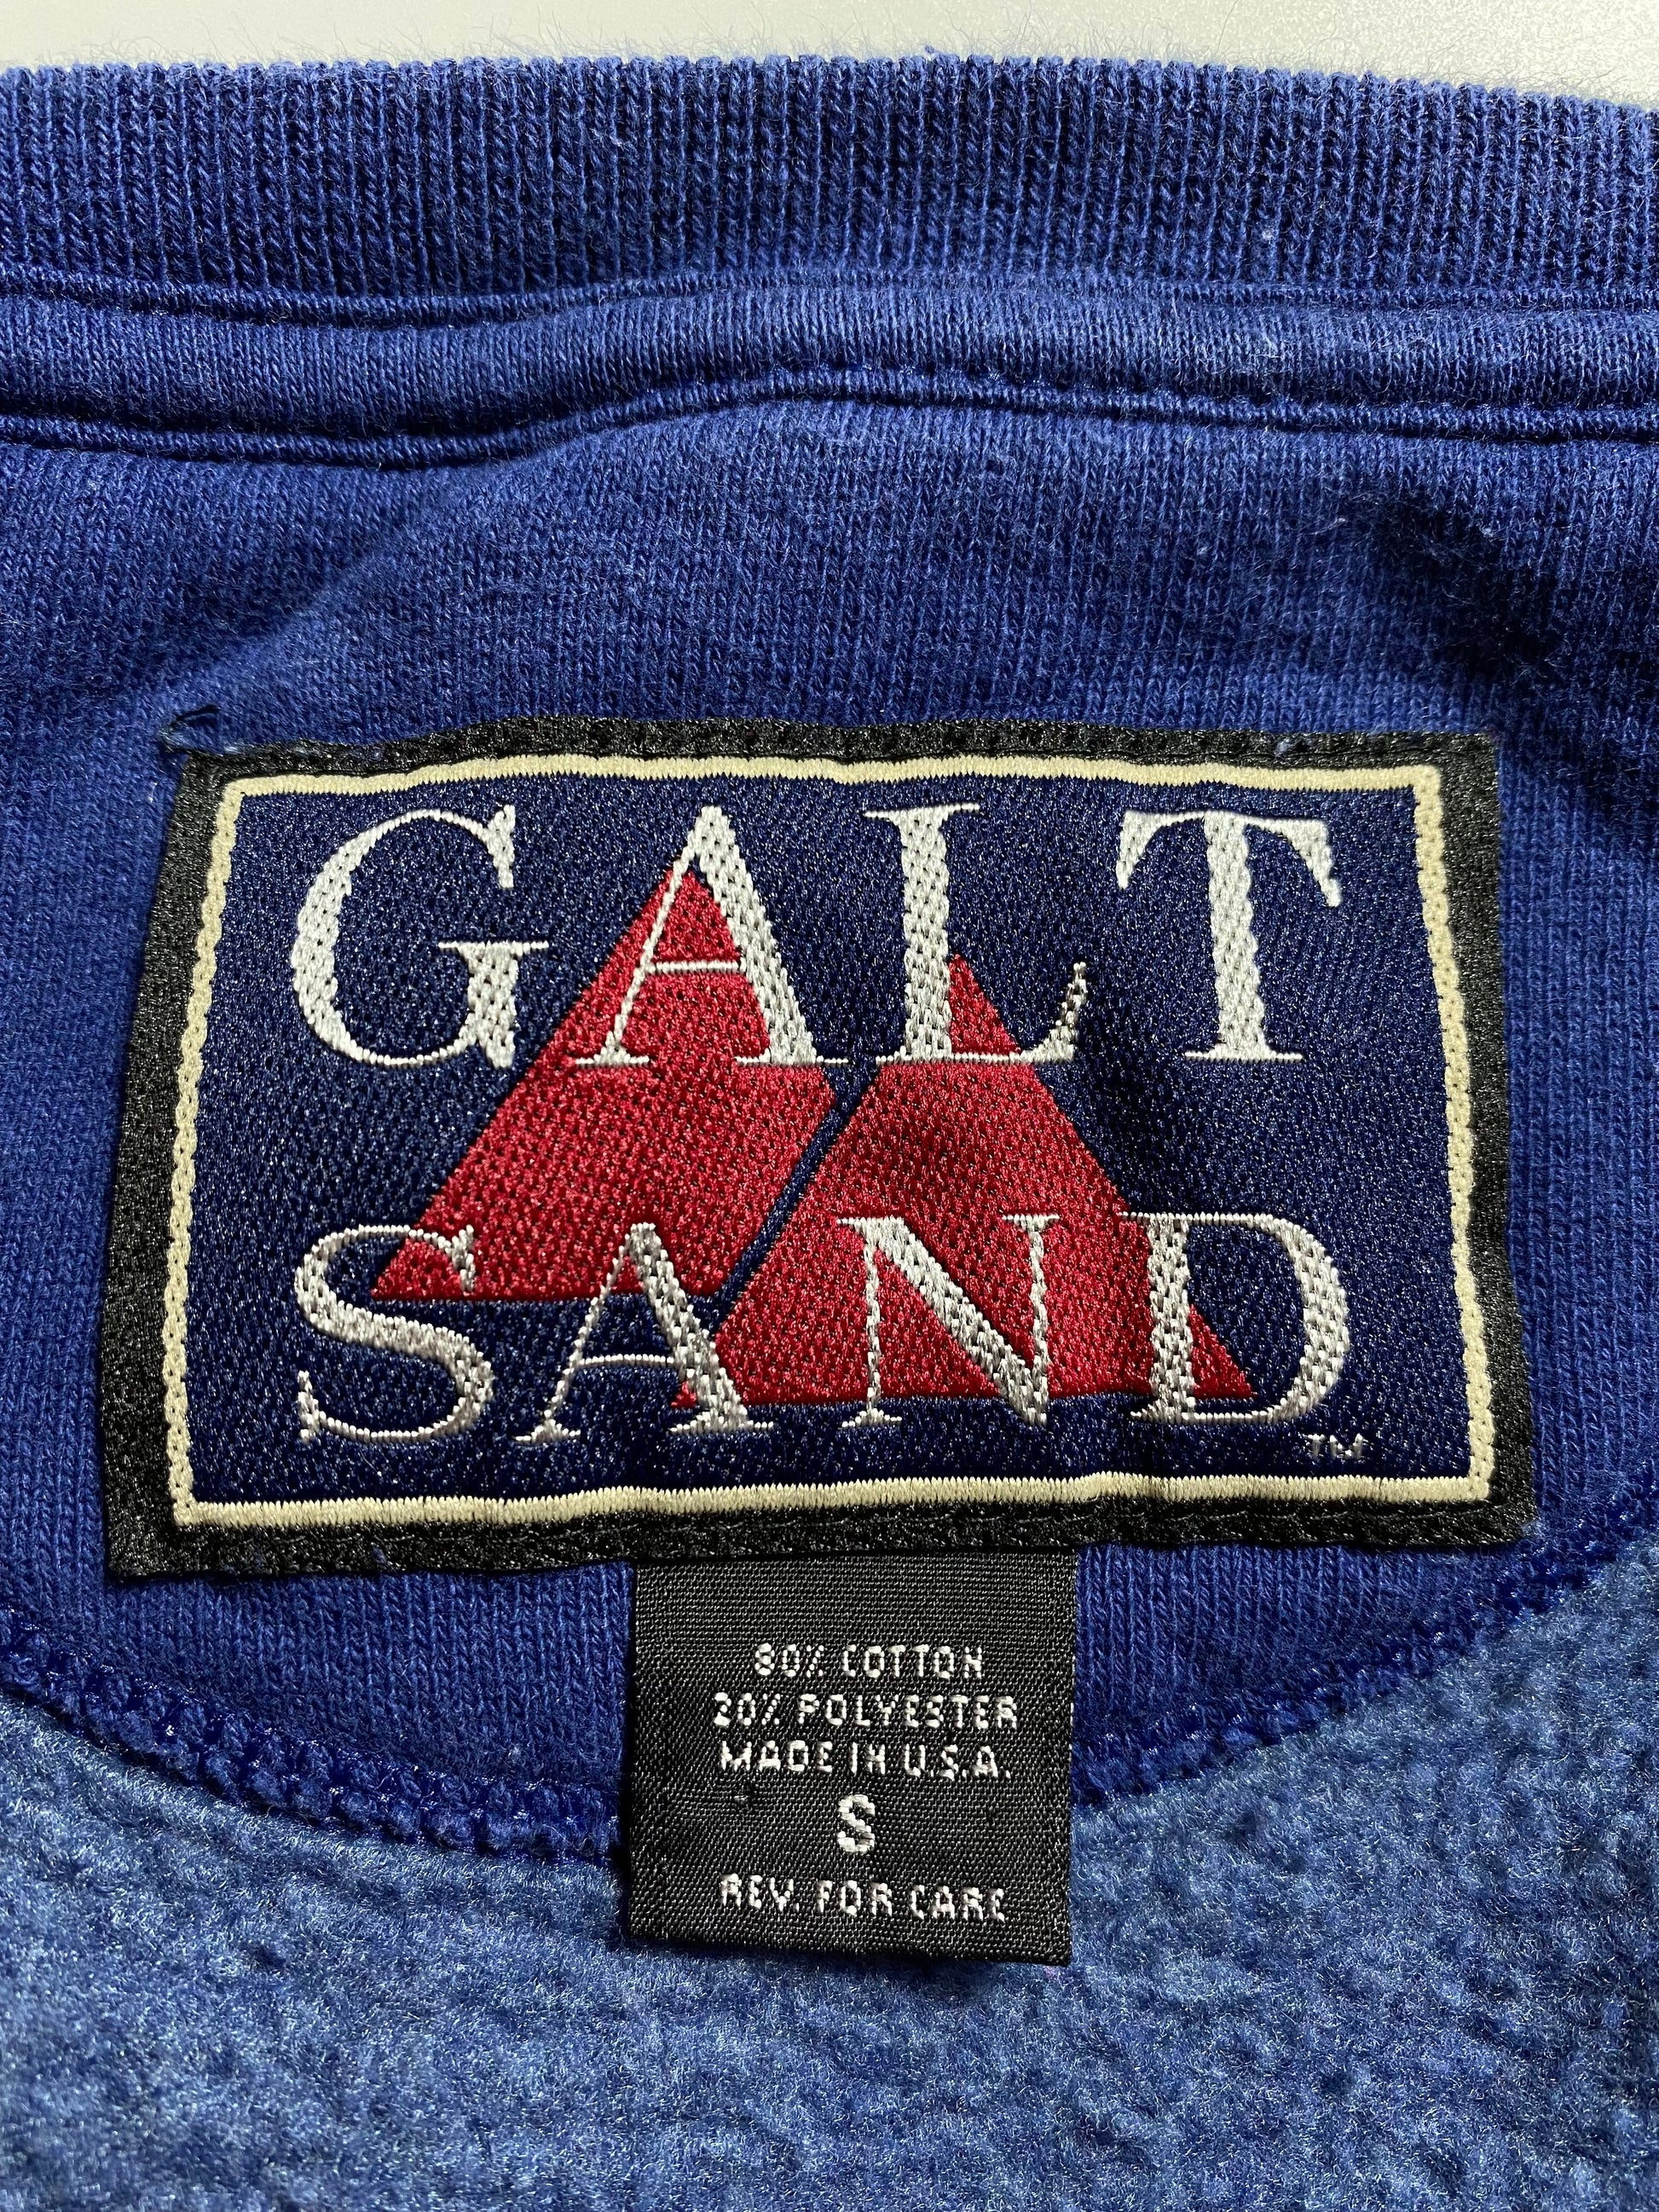 GALT
SAND
TM
80% COTTON
20% POLYESTER
MADE IN U.S.A.
S
REV. FOR CARE